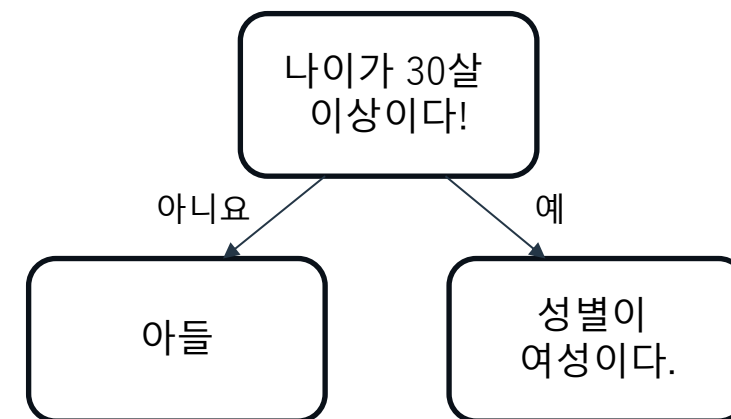 나이가 30살
이상이다!
아니요
예
아들
성별이
여성이다.